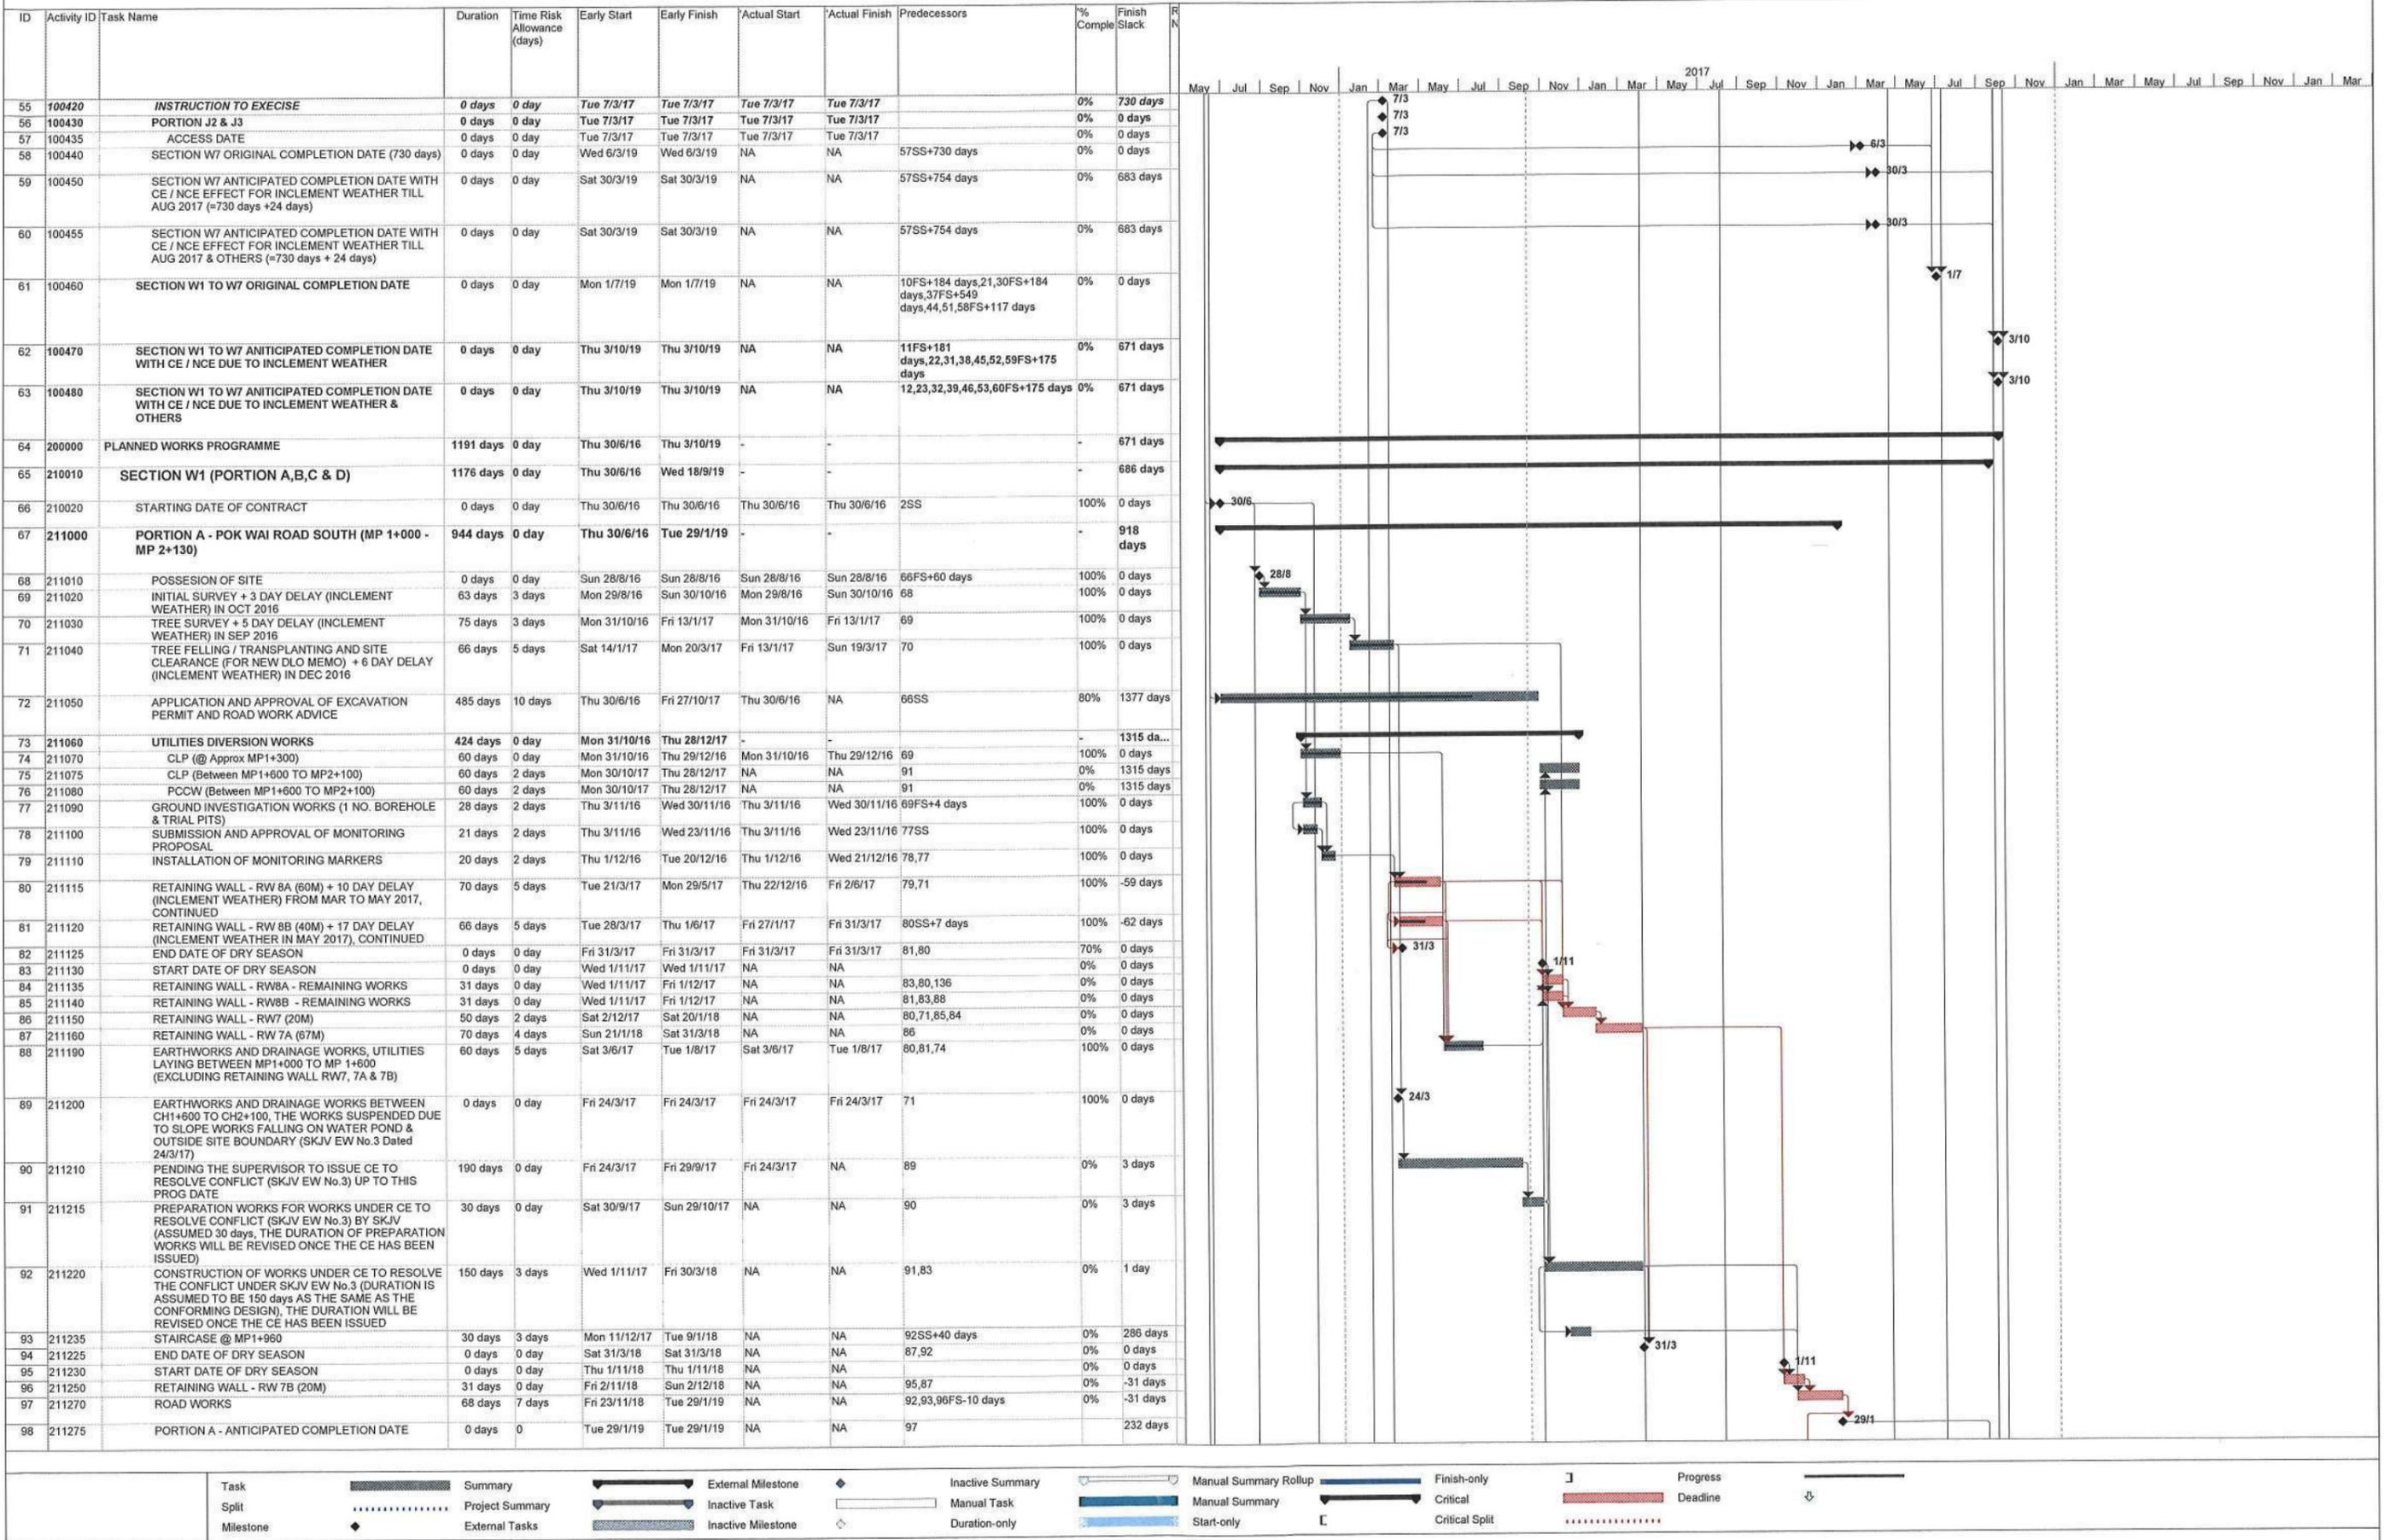 ID Activity ID Task Name Duration Time Risk Early Start Early Finish 'Actual Start 'Actual Finish Predecessors '% Finish R
Allowance Comple Slack N
(days)
2017
May Jul Sep Nov Jan Mar May Jul Sep Nov Jan Mar May Jul Sep Nov Jan Mar May Jul Sep Nov Jan Mar May Jul Sep Nov Jan Mar
55 100420 INSTRUCTION TO EXECISE 0 days 0 day Tue 7/3/17 Tue 7/3/17 Tue 7/3/17 Tue 7/3/17 0% 730 days 7/3
56 100430 PORTION J2 & J3 0 days 0 day Tue 7/3/17 Tue 7/3/17 Tue 7/3/17 Tue 7/3/17 0% 0 days 7/3
57 100435 ACCESS DATE 0 days 0 day Tue 7/3/17 Tue 7/3/17 Tue 7/3/17 Tue 7/3/17 0% 0 days 7/3
58 100440 SECTION W7 ORIGINAL COMPLETION DATE (730 days) 0 days 0 day Wed 6/3/19 Wed 6/3/19 NA NA 57SS+730 days 0% 0 days 6/3
59 100450 SECTION W7 ANTICIPATED COMPLETION DATE WITH 0 days 0 day Sat 30/3/19 Sat 30/3/19 NA NA 57SS+754 days 0% 683 days 30/3
CE / NCE EFFECT FOR INCLEMENT WEATHER TILL
AUG 2017 (=730 days +24 days)
60 100455 SECTION W7 ANTICIPATED COMPLETION DATE WITH 0 days 0 day Sat 30/3/19 Sat 30/3/19 NA NA 57SS+754 days 0% 683 days 30/3
CE / NCE EFFECT FOR INCLEMENT WEATHER TILL
AUG 2017 & OTHERS (=730 days + 24 days)
61 100460 SECTION W1 TO W7 ORIGINAL COMPLETION DATE 0 days 0 day Mon 1/7/19 Mon 1/7/19 NA NA 10FS+184 days,21,30FS+184 0% 0 days 1/7
days,37FS+549
days,44,51,58FS+117 days
62 100470 SECTION W1 TO W7 ANITICIPATED COMPLETION DATE 0 days 0 day Thu 3/10/19 Thu 3/10/19 NA NA 11FS+181 0% 671 days 3/10
WITH CE / NCE DUE TO INCLEMENT WEATHER days,22,31,38,45,52,59FS+175
days
63 100480 SECTION W1 TO W7 ANITICIPATED COMPLETION DATE 0 days 0 day Thu 3/10/19 Thu 3/10/19 NA NA 12,23,32,39,46,53,60FS+175 days 0% 671 days 3/10
WITH CE / NCE DUE TO INCLEMENT WEATHER &
OTHERS
64 200000 PLANNED WORKS PROGRAMME 1191 days 0 day Thu 30/6/16 Thu 3/10/19 - - - 671 days
65 210010 SECTION W1 (PORTION A,B,C & D) 1176 days 0 day Thu 30/6/16 Wed 18/9/19 - - - 686 days
66 210020 STARTING DATE OF CONTRACT 0 days 0 day Thu 30/6/16 Thu 30/6/16 Thu 30/6/16 Thu 30/6/16 2SS 100% 0 days 30/6
67 211000 PORTION A - POK WAI ROAD SOUTH (MP 1+000 - 944 days 0 day Thu 30/6/16 Tue 29/1/19 - - - 918
MP 2+130) days
68 211010 POSSESION OF SITE 0 days 0 day Sun 28/8/16 Sun 28/8/16 Sun 28/8/16 Sun 28/8/16 66FS+60 days 100% 0 days 28/8
69 211020 INITIAL SURVEY + 3 DAY DELAY (INCLEMENT 63 days 3 days Mon 29/8/16 Sun 30/10/16 Mon 29/8/16 Sun 30/10/16 68 100% 0 days
WEATHER) IN OCT 2016
70 211030 TREE SURVEY + 5 DAY DELAY (INCLEMENT 75 days 3 days Mon 31/10/16 Fri 13/1/17 Mon 31/10/16 Fri 13/1/17 69 100% 0 days
WEATHER) IN SEP 2016
71 211040 TREE FELLING / TRANSPLANTING AND SITE 66 days 5 days Sat 14/1/17 Mon 20/3/17 Fri 13/1/17 Sun 19/3/17 70 100% 0 days
CLEARANCE (FOR NEW DLO MEMO) + 6 DAY DELAY
(INCLEMENT WEATHER) IN DEC 2016
72 211050 APPLICATION AND APPROVAL OF EXCAVATION 485 days 10 days Thu 30/6/16 Fri 27/10/17 Thu 30/6/16 NA 66SS 80% 1377 days
PERMIT AND ROAD WORK ADVICE
73 211060 UTILITIES DIVERSION WORKS 424 days 0 day Mon 31/10/16 Thu 28/12/17 - - - 1315 da...
74 211070 CLP (@ Approx MP1+300) 60 days 0 day Mon 31/10/16 Thu 29/12/16 Mon 31/10/16 Thu 29/12/16 69 100% 0 days
75 211075 CLP (Between MP1+600 TO MP2+100) 60 days 2 days Mon 30/10/17 Thu 28/12/17 NA NA 91 0% 1315 days
76 211080 PCCW (Between MP1+600 TO MP2+100) 60 days 2 days Mon 30/10/17 Thu 28/12/17 NA NA 91 0% 1315 days
77 211090 GROUND INVESTIGATION WORKS (1 NO. BOREHOLE 28 days 2 days Thu 3/11/16 Wed 30/11/16 Thu 3/11/16 Wed 30/11/16 69FS+4 days 100% 0 days
& TRIAL PITS)
78 211100 SUBMISSION AND APPROVAL OF MONITORING 21 days 2 days Thu 3/11/16 Wed 23/11/16 Thu 3/11/16 Wed 23/11/16 77SS 100% 0 days
PROPOSAL
79 211110 INSTALLATION OF MONITORING MARKERS 20 days 2 days Thu 1/12/16 Tue 20/12/16 Thu 1/12/16 Wed 21/12/16 78,77 100% 0 days
80 211115 RETAINING WALL - RW 8A (60M) + 10 DAY DELAY 70 days 5 days Tue 21/3/17 Mon 29/5/17 Thu 22/12/16 Fri 2/6/17 79,71 100% -59 days
(INCLEMENT WEATHER) FROM MAR TO MAY 2017,
CONTINUED
81 211120 RETAINING WALL - RW 8B (40M) + 17 DAY DELAY 66 days 5 days Tue 28/3/17 Thu 1/6/17 Fri 27/1/17 Fri 31/3/17 80SS+7 days 100% -62 days
(INCLEMENT WEATHER IN MAY 2017), CONTINUED
82 211125 END DATE OF DRY SEASON 0 days 0 day Fri 31/3/17 Fri 31/3/17 Fri 31/3/17 Fri 31/3/17 81,80 70% 0 days 31/3
83 211130 START DATE OF DRY SEASON 0 days 0 day Wed 1/11/17 Wed 1/11/17 NA NA 0% 0 days 1/11
84 211135 RETAINING WALL - RW8A - REMAINING WORKS 31 days 0 day Wed 1/11/17 Fri 1/12/17 NA NA 83,80,136 0% 0 days
85 211140 RETAINING WALL - RW8B - REMAINING WORKS 31 days 0 day Wed 1/11/17 Fri 1/12/17 NA NA 81,83,88 0% 0 days
86 211150 RETAINING WALL - RW7 (20M) 50 days 2 days Sat 2/12/17 Sat 20/1/18 NA NA 80,71,85,84 0% 0 days
87 211160 RETAINING WALL - RW 7A (67M) 70 days 4 days Sun 21/1/18 Sat 31/3/18 NA NA 86 0% 0 days
88 211190 EARTHWORKS AND DRAINAGE WORKS, UTILITIES 60 days 5 days Sat 3/6/17 Tue 1/8/17 Sat 3/6/17 Tue 1/8/17 80,81,74 100% 0 days
LAYING BETWEEN MP1+000 TO MP 1+600
(EXCLUDING RETAINING WALL RW7, 7A & 7B)
89 211200 EARTHWORKS AND DRAINAGE WORKS BETWEEN 0 days 0 day Fri 24/3/17 Fri 24/3/17 Fri 24/3/17 Fri 24/3/17 71 100% 0 days 24/3
CH1+600 TO CH2+100, THE WORKS SUSPENDED DUE
TO SLOPE WORKS FALLING ON WATER POND &
OUTSIDE SITE BOUNDARY (SKJV EW No.3 Dated
24/3/17)
90 211210 PENDING THE SUPERVISOR TO ISSUE CE TO 190 days 0 day Fri 24/3/17 Fri 29/9/17 Fri 24/3/17 NA 89 0% 3 days
RESOLVE CONFLICT (SKJV EW No.3) UP TO THIS
PROG DATE
91 211215 PREPARATION WORKS FOR WORKS UNDER CE TO 30 days 0 day Sat 30/9/17 Sun 29/10/17 NA NA 90 0% 3 days
RESOLVE CONFLICT (SKJV EW No.3) BY SKJV
(ASSUMED 30 days, THE DURATION OF PREPARATION
WORKS WILL BE REVISED ONCE THE CE HAS BEEN
ISSUED)
92 211220 CONSTRUCTION OF WORKS UNDER CE TO RESOLVE 150 days 3 days Wed 1/11/17 Fri 30/3/18 NA NA 91,83 0% 1 day
THE CONFLICT UNDER SKJV EW No.3 (DURATION IS
ASSUMED TO BE 150 days AS THE SAME AS THE
CONFORMING DESIGN), THE DURATION WILL BE
REVISED ONCE THE CE HAS BEEN ISSUED
93 211235 STAIRCASE @ MP1+960 30 days 3 days Mon 11/12/17 Tue 9/1/18 NA NA 92SS+40 days 0% 286 days
94 211225 END DATE OF DRY SEASON 0 days 0 day Sat 31/3/18 Sat 31/3/18 NA NA 87,92 0% 0 days 31/3
95 211230 START DATE OF DRY SEASON 0 days 0 day Thu 1/11/18 Thu 1/11/18 NA NA 0% 0 days 1/11
96 211250 RETAINING WALL - RW 7B (20M) 31 days 0 day Fri 2/11/18 Sun 2/12/18 NA NA 95,87 0% -31 days
97 211270 ROAD WORKS 68 days 7 days Fri 23/11/18 Tue 29/1/19 NA NA 92,93,96FS-10 days 0% -31 days
98 211275 PORTION A - ANTICIPATED COMPLETION DATE 0 days 0 Tue 29/1/19 Tue 29/1/19 NA NA 97 232 days 29/1
Task Summary External Milestone Inactive Summary Manual Summary Rollup Finish-only Progress
Split Project Summary Inactive Task Manual Task Manual Summary Critical Deadline
Milestone External Tasks Inactive Milestone Duration-only Start-only Critical Split